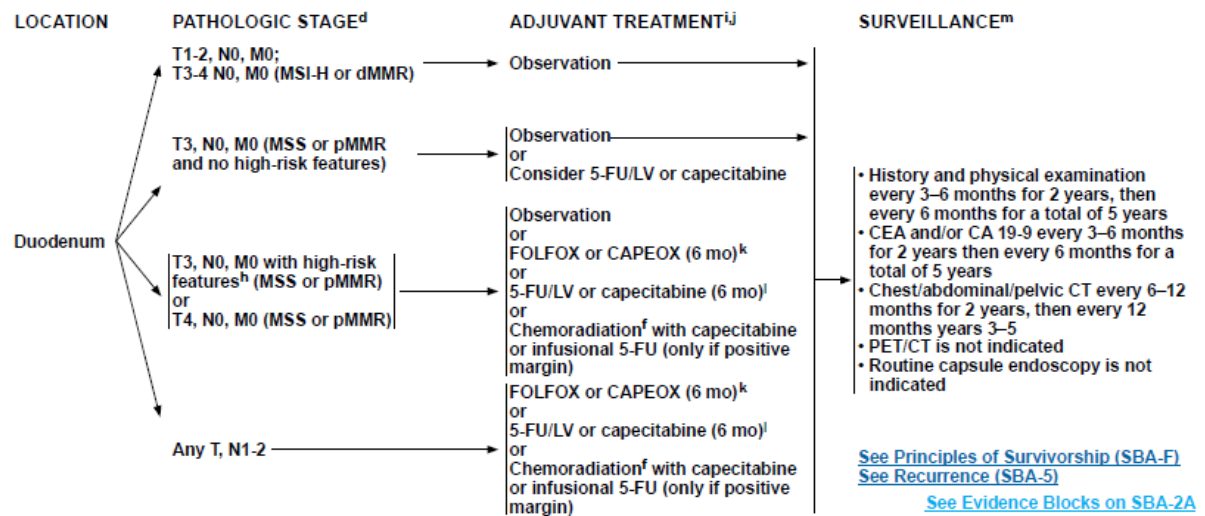 LOCATION
PATHOLOGIC STAGEᵈ
ADJUVANT TREATMENTⁱ,ʲ
SURVEILLANCEᵐ
Duodenum
T1-2, N0, M0;
T3-4 N0, M0 (MSI-H or dMMR)
Observation
T3, N0, M0 (MSS or pMMR
and no high-risk features)
Observation
or
Consider 5-FU/LV or capecitabine
T3, N0, M0 with high-risk
featuresʰ (MSS or pMMR)
or
T4, N0, M0 (MSS or pMMR)
Observation
or
FOLFOX or CAPEOX (6 mo)ᵏ
or
5-FU/LV or capecitabine (6 mo)ˡ
or
Chemoradiationᶠ with capecitabine
or infusional 5-FU (only if positive
margin)
Any T, N1-2
FOLFOX or CAPEOX (6 mo)ᵏ
or
5-FU/LV or capecitabine (6 mo)ˡ
or
Chemoradiationᶠ with capecitabine
or infusional 5-FU (only if positive
margin)
• History and physical examination
every 3–6 months for 2 years, then
every 6 months for a total of 5 years
• CEA and/or CA 19-9 every 3–6 months
for 2 years then every 6 months for a
total of 5 years
• Chest/abdominal/pelvic CT every 6–12
months for 2 years, then every 12
months years 3–5
• PET/CT is not indicated
• Routine capsule endoscopy is not
indicated
See Principles of Survivorship (SBA-F)
See Recurrence (SBA-5)
See Evidence Blocks on SBA-2A